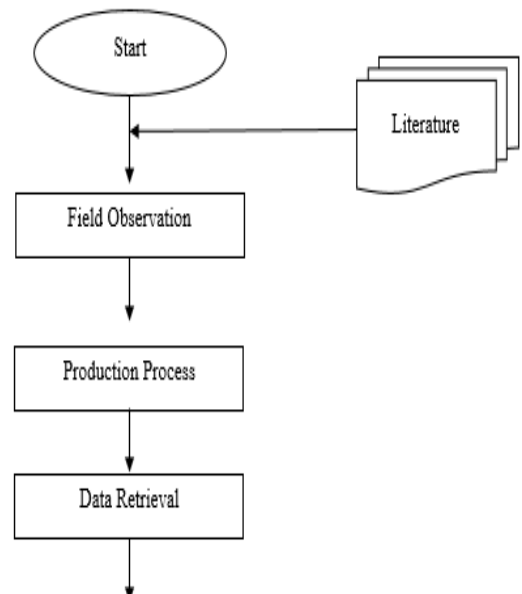 Start
Literature
Field Observation
Production Process
Data Retrieval